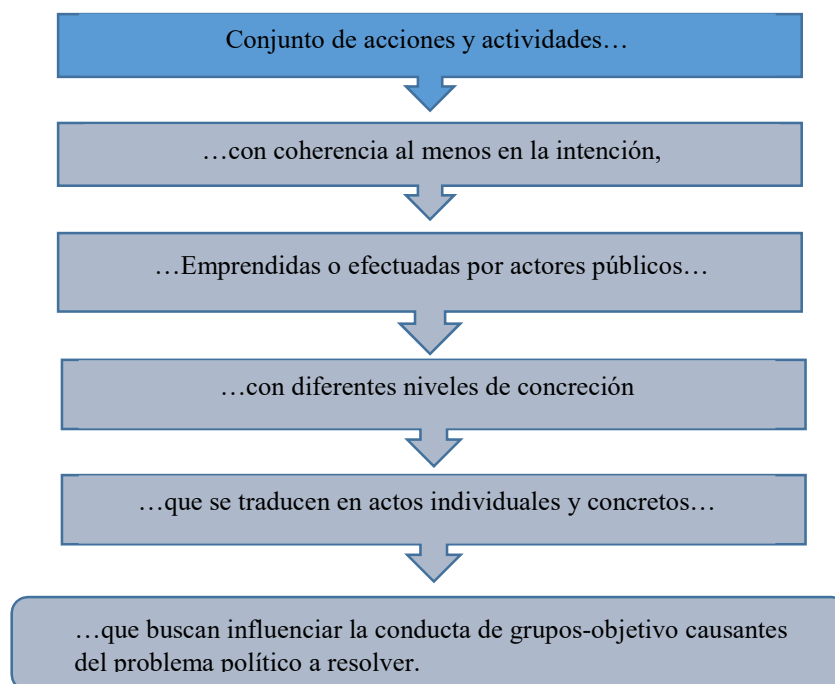 Conjunto de acciones y actividades…
…con coherencia al menos en la intención,
…Emprendidas o efectuadas por actores públicos…
…con diferentes niveles de concreción
…que se traducen en actos individuales y concretos…
…que buscan influenciar la conducta de grupos-objetivo causantes
del problema político a resolver.